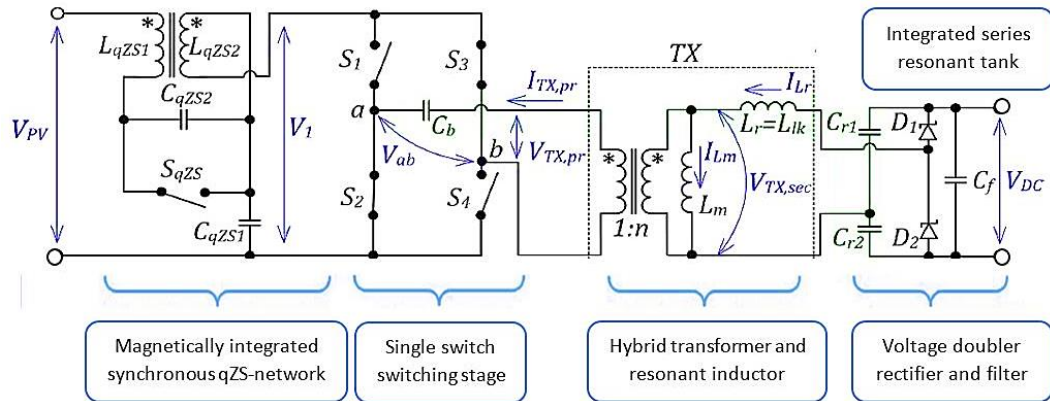 TX
Integrated series
resonant tank
* *
L_qZS1 L_qZS2
C_qZS2
V_PV
V_1
S_qZS
C_qZS1
S_1
S_3
a
C_b
I_TX,pr
V_ab
b
V_TX,pr
S_2
S_4
* *
1:n
I_Lm
L_m
V_TX,sec
I_Lr
L_r=L_lk
C_r1
D_1
C_r2
D_2
C_f
V_DC
Magnetically integrated
synchronous qZS-network
Single switch
switching stage
Hybrid transformer and
resonant inductor
Voltage doubler
rectifier and filter